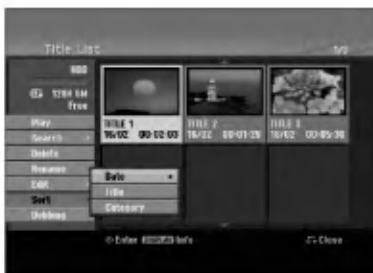 Title List
HDD
Free
TITLE 1
16/02 00:02:03
TITLE 2
16/02 00:01:26
TITLE 3
16/02 00:05:30
Play
Search
Delete
Rename
Edit
Sort
Dubbing
Date
Title
Category
Enter DISPLAY Info
Close